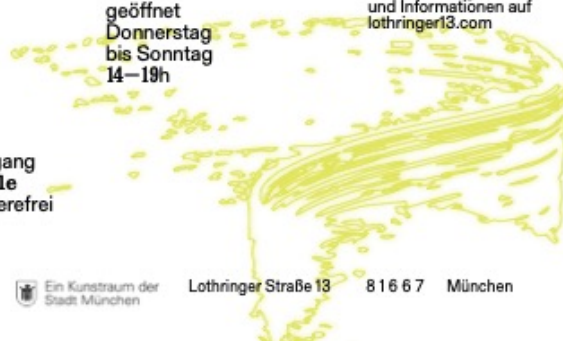 geöffnet
Donnerstag
bis Sonntag
14—19h
und Informationen auf
lothringer13.com
gang
le
erefrei
Ein Kunstraum der
Stadt München
Lothringer Straße 13 81667 München